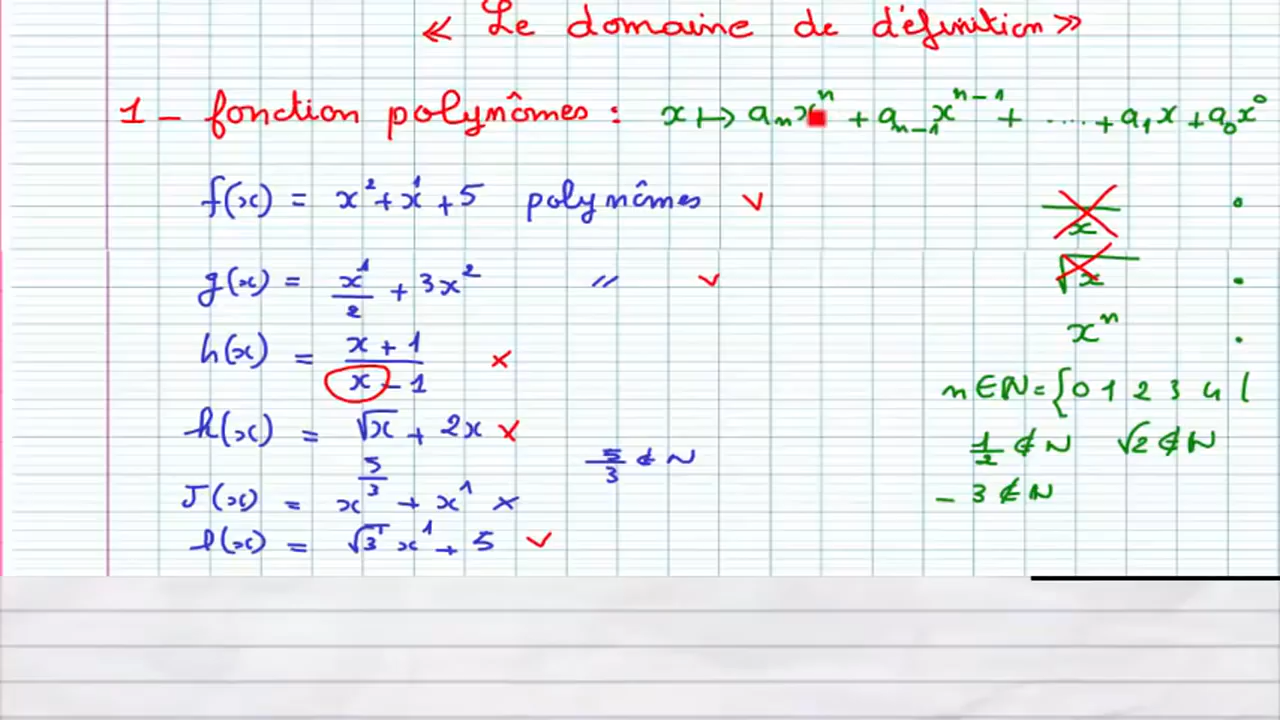 « Le domaine de définition »
1 - fonction polynômes : x ↦ aₙxⁿ + aₙ₋₁xⁿ⁻¹ + .... + a₁x + a₀x⁰
f(x) = x² + x¹ + 5 polynômes ✓
g(x) = x¹/2 + 3x² // ✓
h(x) = (x + 1)/(x - 1) ×
k(x) = √x + 2x ×
5/3 ∉ N
J(x) = x^(5/3) + x¹ ×
l(x) = √3 x¹ + 5 ✓
/x •
√x •
xⁿ •
n ∈ N = { 0 1 2 3 4 (
1/2 ∉ N √2 ∉ N
- 3 ∉ N